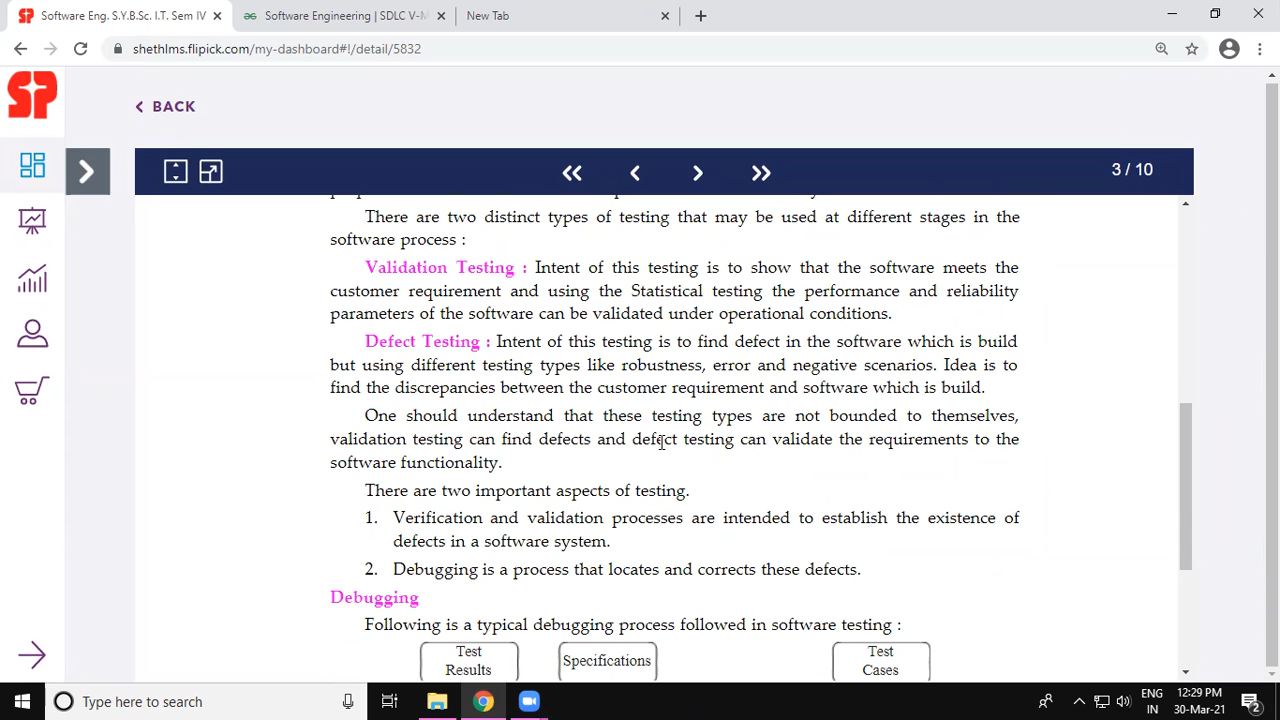 Software Eng. S.Y.B.Sc. I.T. Sem IV
Software Engineering | SDLC V-M
New Tab
shethlms.flipick.com/my-dashboard#!/detail/5832
SP
BACK
3 / 10
There are two distinct types of testing that may be used at different stages in the
software process :
Validation Testing : Intent of this testing is to show that the software meets the
customer requirement and using the Statistical testing the performance and reliability
parameters of the software can be validated under operational conditions.
Defect Testing : Intent of this testing is to find defect in the software which is build
but using different testing types like robustness, error and negative scenarios. Idea is to
find the discrepancies between the customer requirement and software which is build.
One should understand that these testing types are not bounded to themselves,
validation testing can find defects and defect testing can validate the requirements to the
software functionality.
There are two important aspects of testing.
1. Verification and validation processes are intended to establish the existence of
defects in a software system.
2. Debugging is a process that locates and corrects these defects.
Debugging
Following is a typical debugging process followed in software testing :
Test
Results
Specifications
Test
Cases
Type here to search
ENG
IN
12:29 PM
30-Mar-21
2